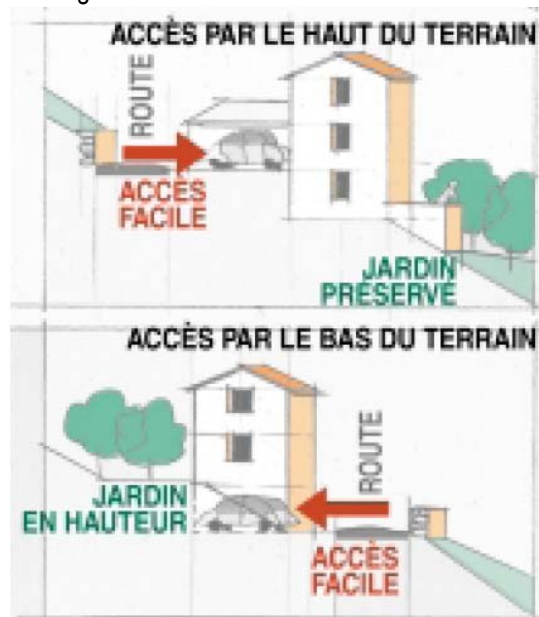 ACCÈS PAR LE HAUT DU TERRAIN
ROUTE
ACCÈS
FACILE
JARDIN
PRÉSERVÉ
ACCÈS PAR LE BAS DU TERRAIN
ROUTE
JARDIN
EN HAUTEUR
ACCÈS
FACILE